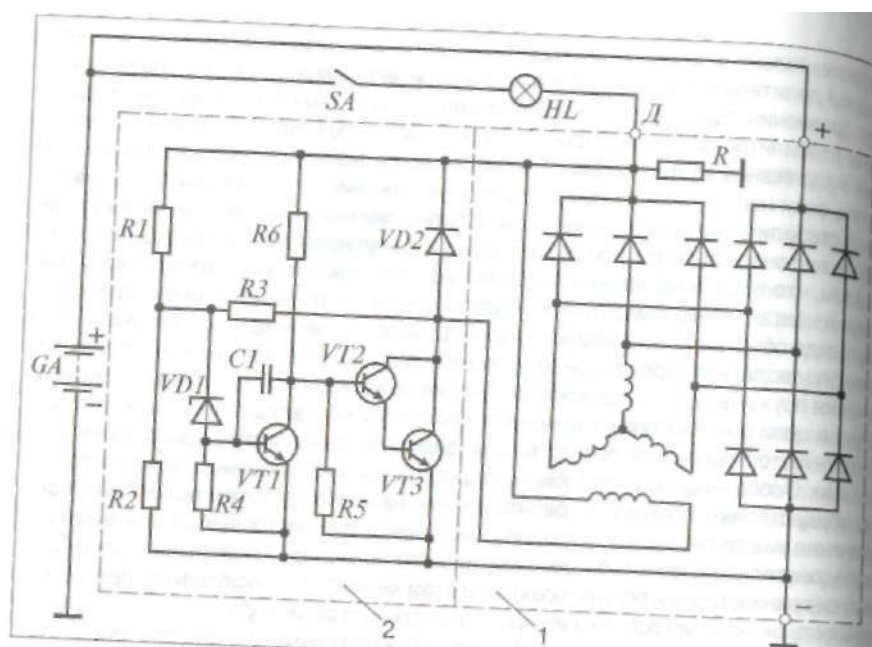 SA
HL
Д
+
R
R1
R6
VD2
R3
GA
+
−
C1
VT2
VD1
VT1
VT3
R2
R4
R5
2
1